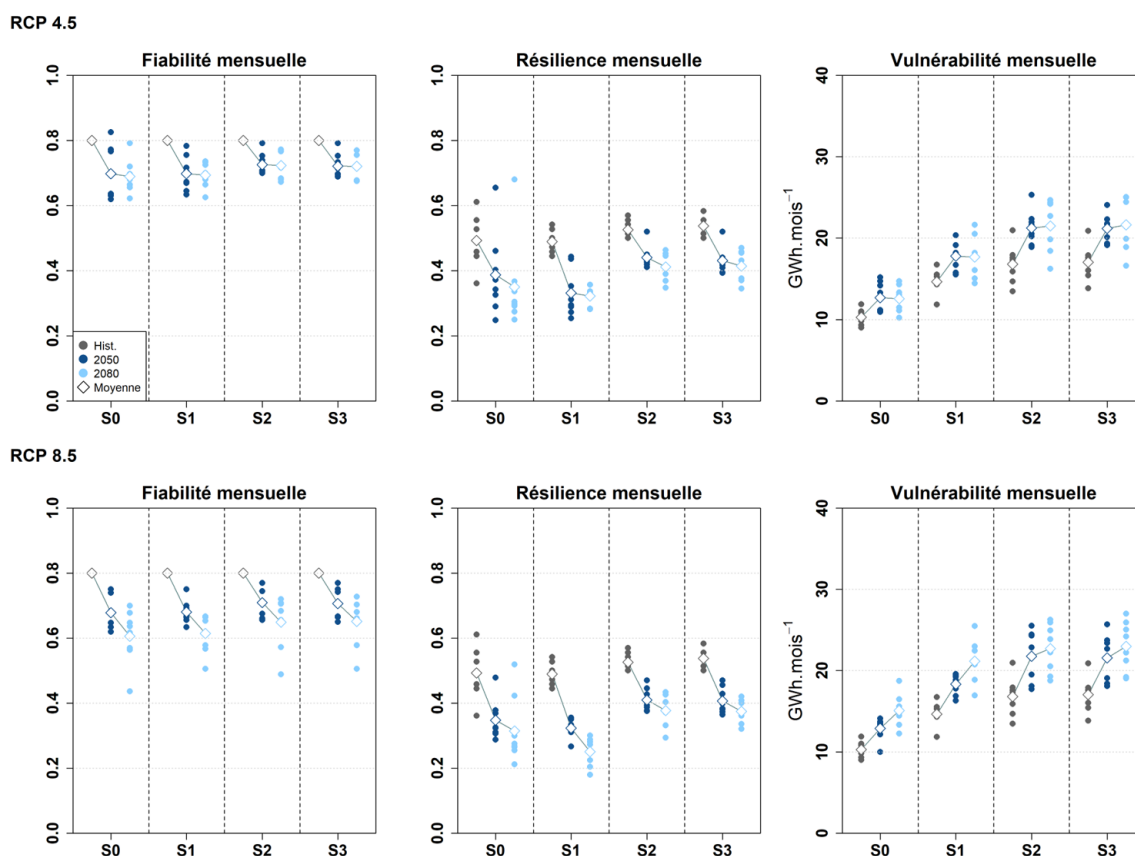 RCP 4.5
Fiabilité mensuelle
1.0
0.8
0.6
0.4
0.2
0.0
Hist.
2050
2080
Moyenne
S0 S1 S2 S3
Résilience mensuelle
1.0
0.8
0.6
0.4
0.2
0.0
S0 S1 S2 S3
Vulnérabilité mensuelle
GWh.mois⁻¹
40
30
20
10
0
S0 S1 S2 S3
RCP 8.5
Fiabilité mensuelle
1.0
0.8
0.6
0.4
0.2
0.0
S0 S1 S2 S3
Résilience mensuelle
1.0
0.8
0.6
0.4
0.2
0.0
S0 S1 S2 S3
Vulnérabilité mensuelle
GWh.mois⁻¹
40
30
20
10
0
S0 S1 S2 S3